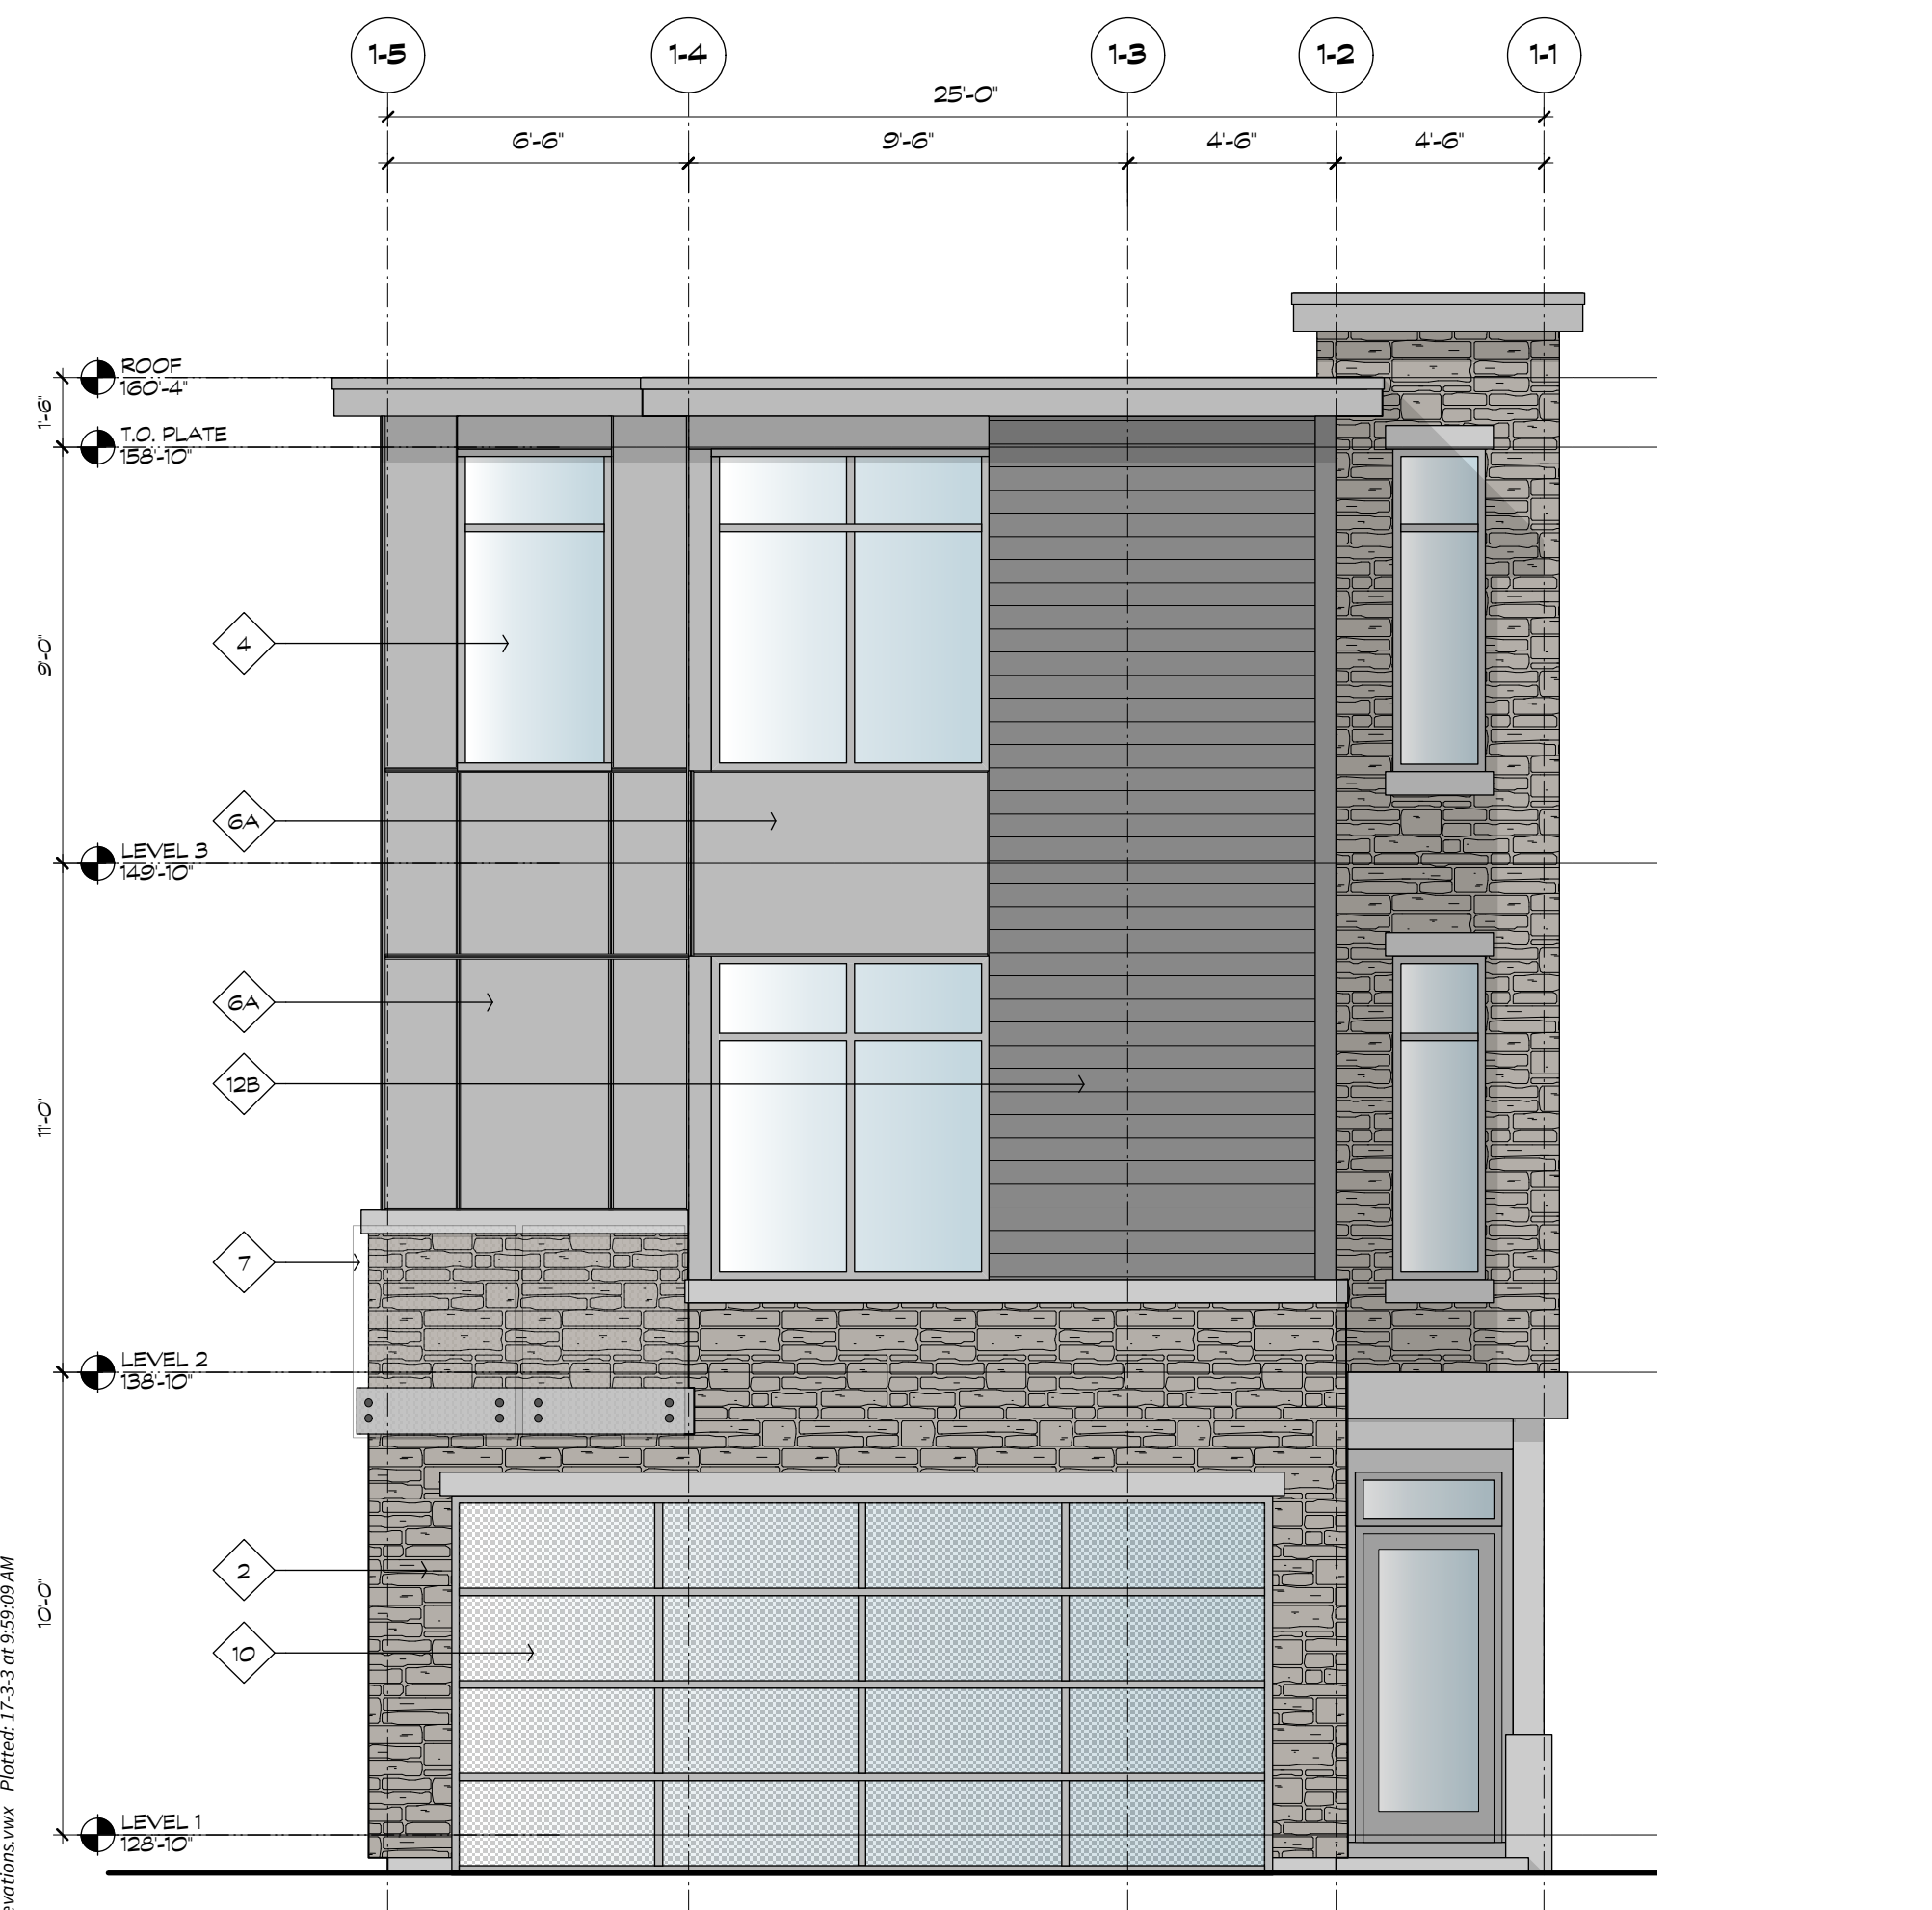 1-5 1-4 1-3 1-2 1-1
25'-0"
6'-6" 9'-6" 4'-6" 4'-6"
ROOF
160'-4"
1'-6"
T.O. PLATE
158'-10"
4
9'-0"
6A
LEVEL 3
149'-10"
6A
12B
11'-0"
7
LEVEL 2
138'-10"
2
10'-0"
10
LEVEL 1
128'-10"
evations.vwx Plotted: 17-3-3 at 9:59:09 AM